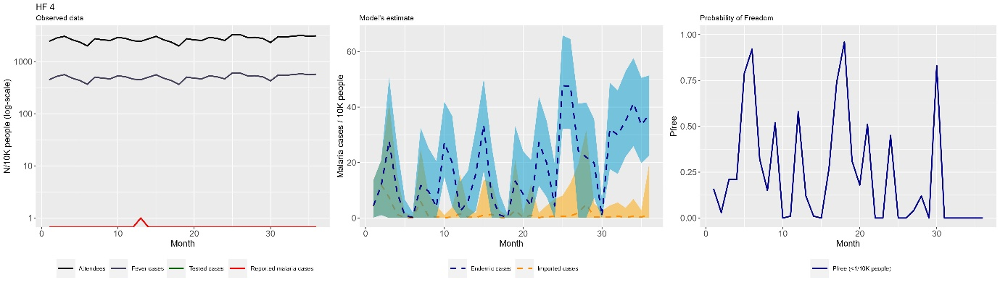 HF 4
Observed data
N/10K people (log-scale)
1000
100
10
1
0
10
20
30
Month
Attendees
Fever cases
Tested cases
Reported malaria cases
Model's estimate
Malaria cases / 10K people
60
40
20
0
0
10
20
30
Month
Endemic cases
Imported cases
Probability of Freedom
Pfree
1.00
0.75
0.50
0.25
0.00
0
10
20
30
Month
Pfree (<1/10K people)